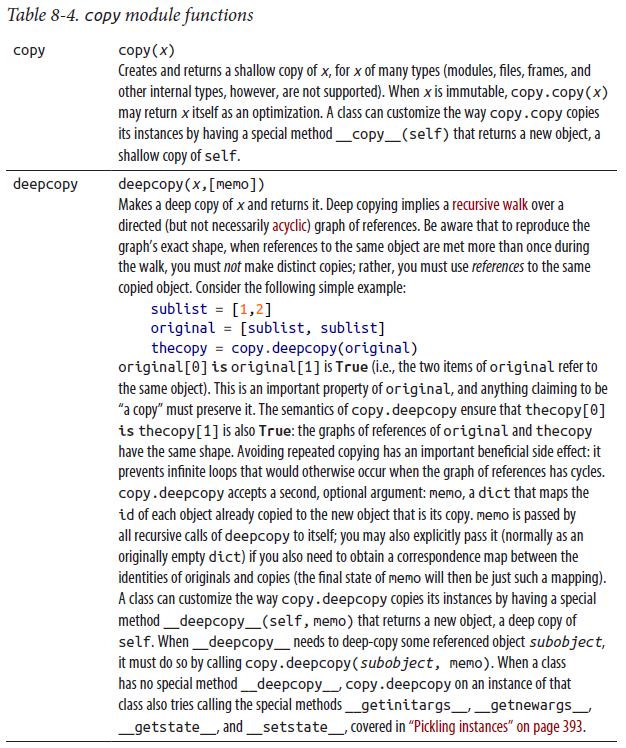 Table 8-4. copy module functions
copy
copy(x)
Creates and returns a shallow copy of x, for x of many types (modules, files, frames, and
other internal types, however, are not supported). When x is immutable, copy.copy(x)
may return x itself as an optimization. A class can customize the way copy.copy copies
its instances by having a special method __copy__(self) that returns a new object, a
shallow copy of self.
deepcopy
deepcopy(x,[memo])
Makes a deep copy of x and returns it. Deep copying implies a recursive walk over a
directed (but not necessarily acyclic) graph of references. Be aware that to reproduce the
graph’s exact shape, when references to the same object are met more than once during
the walk, you must not make distinct copies; rather, you must use references to the same
copied object. Consider the following simple example:
sublist = [1,2]
original = [sublist, sublist]
thecopy = copy.deepcopy(original)
original[0] is original[1] is True (i.e., the two items of original refer to
the same object). This is an important property of original, and anything claiming to be
“a copy” must preserve it. The semantics of copy.deepcopy ensure that thecopy[0]
is thecopy[1] is also True: the graphs of references of original and thecopy
have the same shape. Avoiding repeated copying has an important beneficial side effect: it
prevents infinite loops that would otherwise occur when the graph of references has cycles.
copy.deepcopy accepts a second, optional argument: memo, a dict that maps the
id of each object already copied to the new object that is its copy. memo is passed by
all recursive calls of deepcopy to itself; you may also explicitly pass it (normally as an
originally empty dict) if you also need to obtain a correspondence map between the
identities of originals and copies (the final state of memo will then be just such a mapping).
A class can customize the way copy.deepcopy copies its instances by having a special
method __deepcopy__(self, memo) that returns a new object, a deep copy of
self. When __deepcopy__ needs to deep-copy some referenced object subobject,
it must do so by calling copy.deepcopy(subobject, memo). When a class
has no special method __deepcopy__, copy.deepcopy on an instance of that
class also tries calling the special methods __getinitargs__, __getnewargs__,
__getstate__, and __setstate__, covered in “Pickling instances” on page 393.